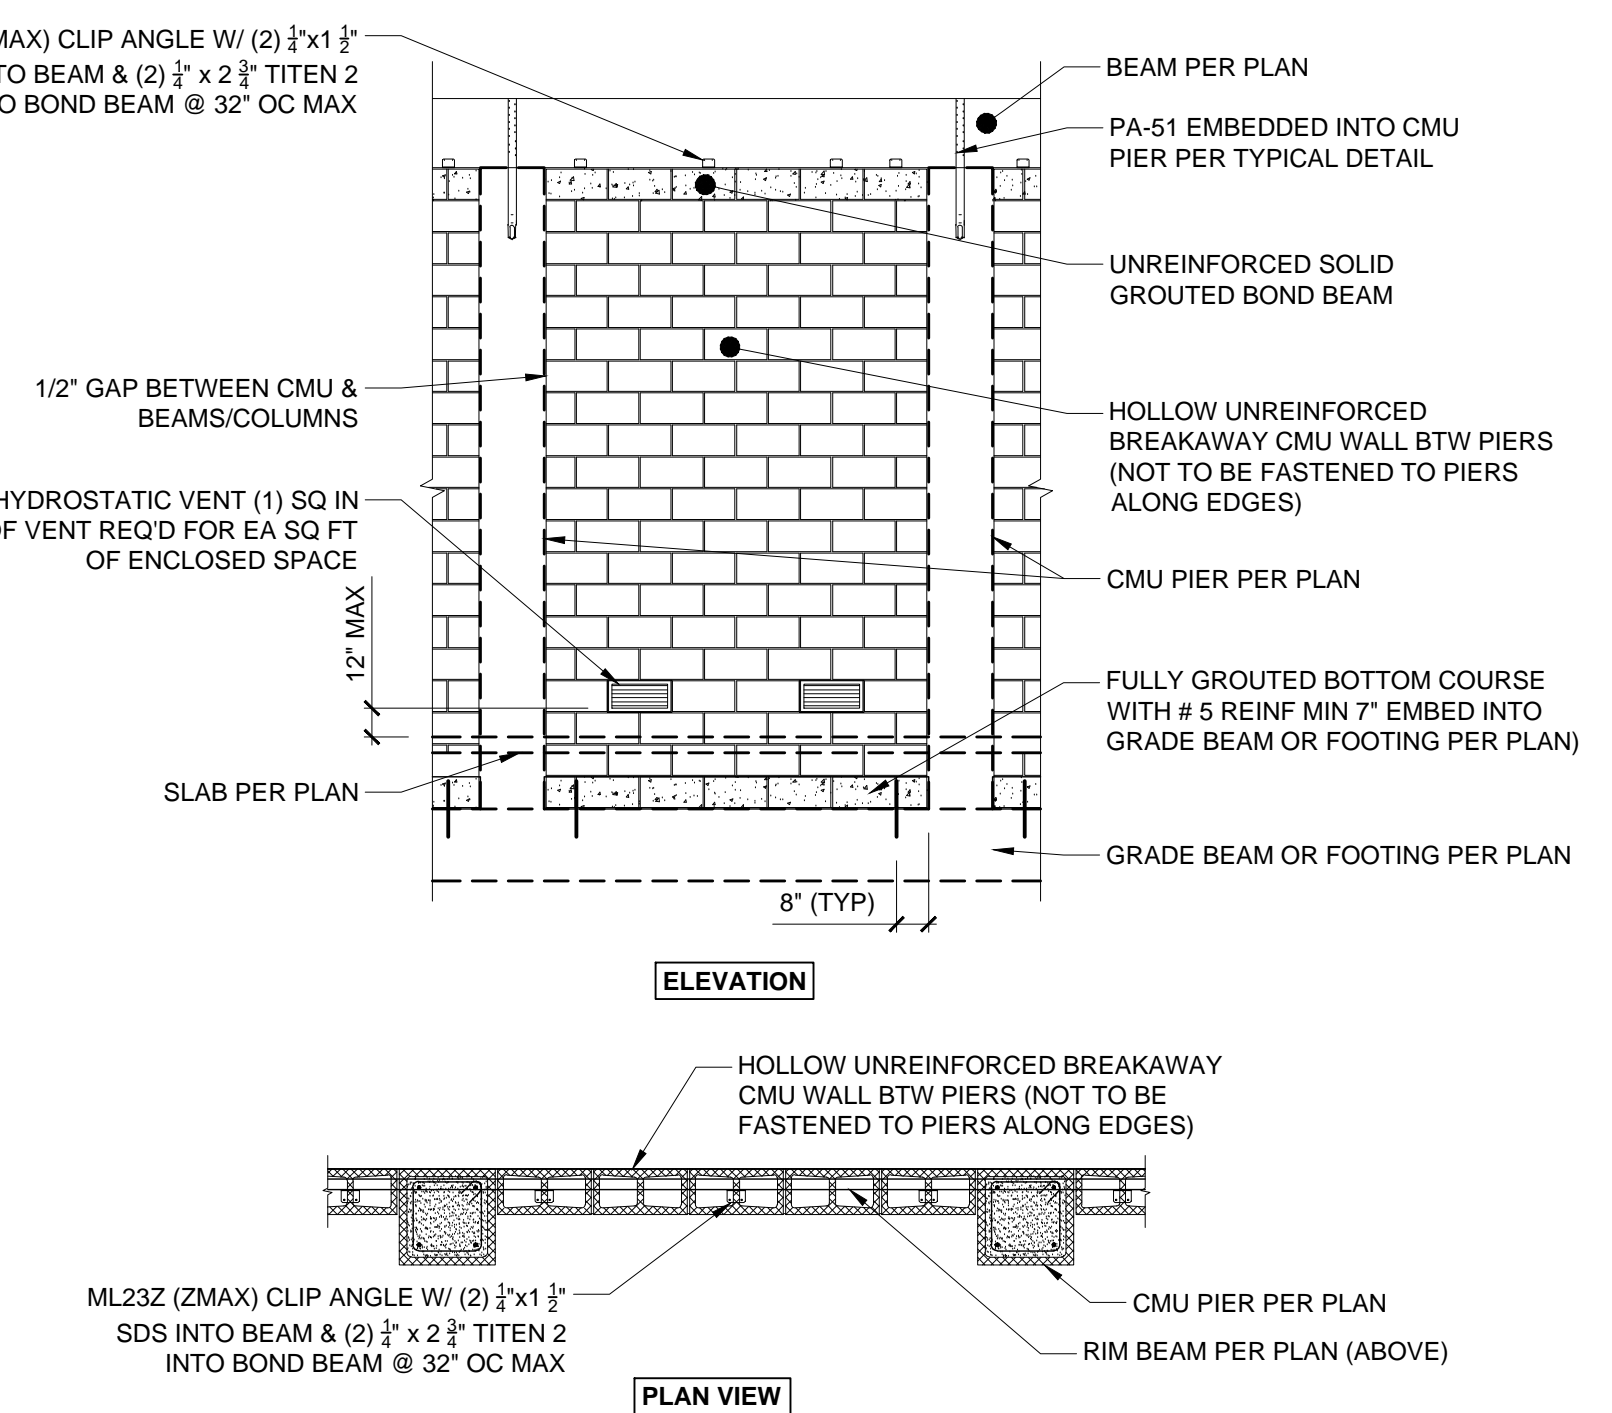 MAX) CLIP ANGLE W/ (2) 1/4"x1 1/2"
TO BEAM & (2) 1/4" x 2 3/4" TITEN 2
O BOND BEAM @ 32" OC MAX
BEAM PER PLAN
PA-51 EMBEDDED INTO CMU
PIER PER TYPICAL DETAIL
UNREINFORCED SOLID
GROUTED BOND BEAM
1/2" GAP BETWEEN CMU &
BEAMS/COLUMNS
HOLLOW UNREINFORCED
BREAKAWAY CMU WALL BTW PIERS
(NOT TO BE FASTENED TO PIERS
ALONG EDGES)
HYDROSTATIC VENT (1) SQ IN
OF VENT REQ'D FOR EA SQ FT
OF ENCLOSED SPACE
CMU PIER PER PLAN
12" MAX
FULLY GROUTED BOTTOM COURSE
WITH # 5 REINF MIN 7" EMBED INTO
GRADE BEAM OR FOOTING PER PLAN)
SLAB PER PLAN
GRADE BEAM OR FOOTING PER PLAN
8" (TYP)
ELEVATION
HOLLOW UNREINFORCED BREAKAWAY
CMU WALL BTW PIERS (NOT TO BE
FASTENED TO PIERS ALONG EDGES)
ML23Z (ZMAX) CLIP ANGLE W/ (2) 1/4"x1 1/2"
SDS INTO BEAM & (2) 1/4" x 2 3/4" TITEN 2
INTO BOND BEAM @ 32" OC MAX
CMU PIER PER PLAN
RIM BEAM PER PLAN (ABOVE)
PLAN VIEW